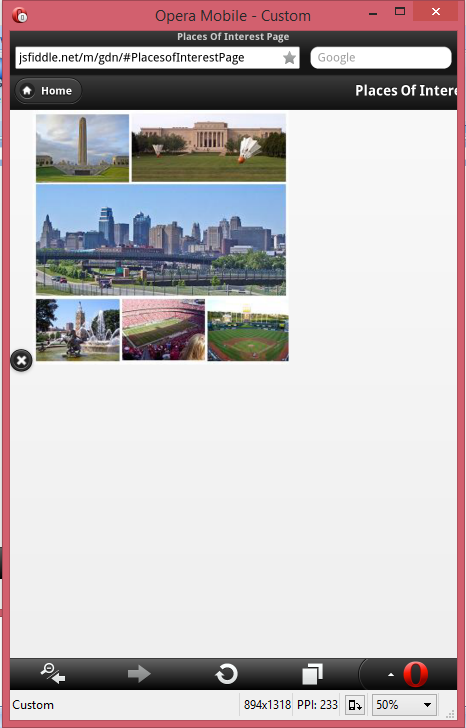 Opera Mobile - Custom
Places Of Interest Page
jsfiddle.net/m/gdn/#PlacesofInterestPage
Google
Home
Places Of Intere
Custom
894x1318
PPI: 233
50%